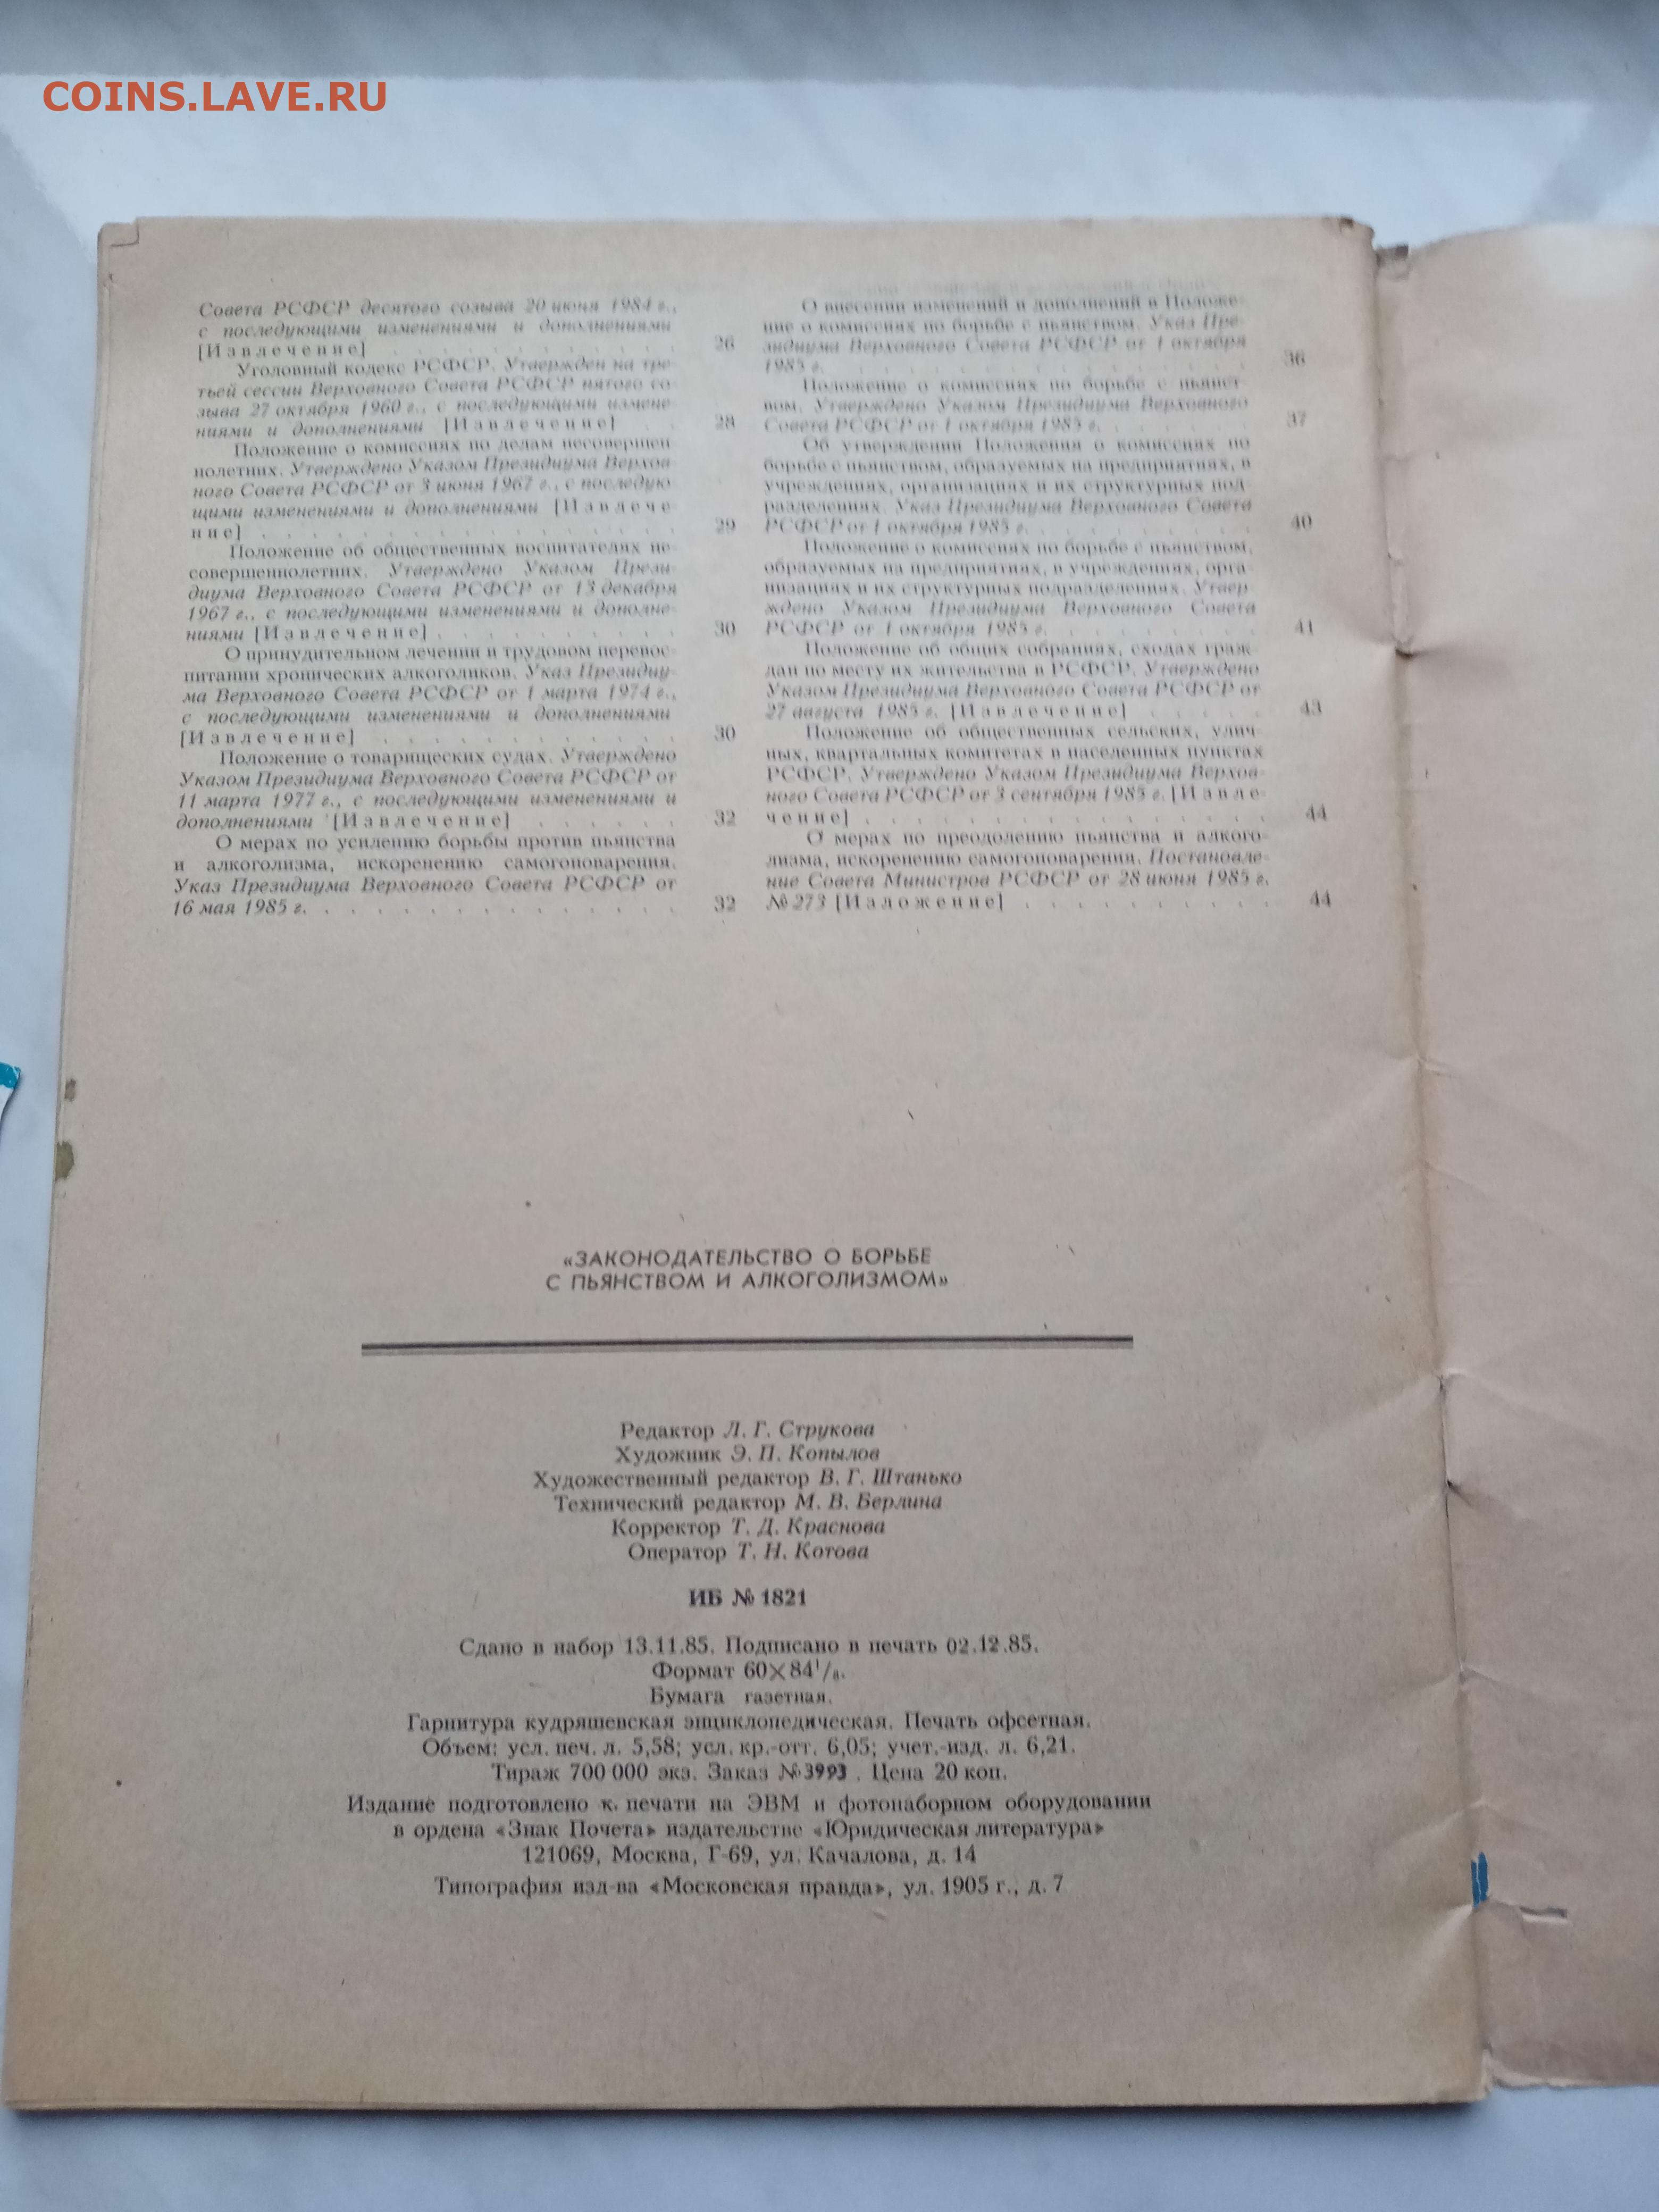 COINS.LAVE.RU
Совета РСФСР десятого созыва 20 июня 1984 г.,
с последующими изменениями и дополнениями
[Извлечение] . . . . . . . . . . . 26
Уголовный кодекс РСФСР. Утвержден на тре-
тьей сессии Верховного Совета РСФСР пятого со-
зыва 27 октября 1960 г., с последующими измене-
ниями и дополнениями [Извлечение] . . 28
Положение о комиссиях по делам несовершен-
нолетних. Утверждено Указом Президиума Верхов-
ного Совета РСФСР от 3 июня 1967 г., с последую-
щими изменениями и дополнениями [Извлече-
ние] . . . . . . . . . . . . . . . . 29
Положение об общественных воспитателях не-
совершеннолетних. Утверждено Указом Прези-
диума Верховного Совета РСФСР от 13 декабря
1967 г., с последующими изменениями и дополне-
ниями [Извлечение] . . . . . . . . . . 30
О принудительном лечении и трудовом перевос-
питании хронических алкоголиков. Указ Президиу-
ма Верховного Совета РСФСР от 1 марта 1974 г.,
с последующими изменениями и дополнениями
[Извлечение] . . . . . . . . . . . . 30
Положение о товарищеских судах. Утверждено
Указом Президиума Верховного Совета РСФСР от
11 марта 1977 г., с последующими изменениями и
дополнениями [Извлечение] . . . . . . 32
О мерах по усилению борьбы против пьянства
и алкоголизма, искоренению самогоноварения.
Указ Президиума Верховного Совета РСФСР от
16 мая 1985 г. . . . . . . . . . . . . . . 32
О внесении изменений и дополнений в Положе-
ние о комиссиях по борьбе с пьянством. Указ Пре-
зидиума Верховного Совета РСФСР от 1 октября
1985 г. . . . . . . . . . . . . . . . 36
Положение о комиссиях по борьбе с пьянст-
вом. Утверждено Указом Президиума Верховного
Совета РСФСР от 1 октября 1985 г. . . . . . . 37
Об утверждении Положения о комиссиях по
борьбе с пьянством, образуемых на предприятиях, в
учреждениях, организациях и их структурных под-
разделениях. Указ Президиума Верховного Совета
РСФСР от 1 октября 1985 г. . . . . . . . . . 40
Положение о комиссиях по борьбе с пьянством,
образуемых на предприятиях, в учреждениях, орга-
низациях и их структурных подразделениях. Утвер-
ждено Указом Президиума Верховного Совета
РСФСР от 1 октября 1985 г. . . . . . . . . 41
Положение об общих собраниях, сходах граж-
дан по месту их жительства в РСФСР. Утверждено
Указом Президиума Верховного Совета РСФСР от
27 августа 1985 г. [Извлечение] . . . . . 43
Положение об общественных сельских, улич-
ных, квартальных комитетах в населенных пунктах
РСФСР. Утверждено Указом Президиума Верхов-
ного Совета РСФСР от 3 сентября 1985 г. [Извле-
чение] . . . . . . . . . . . . . . . . 44
О мерах по преодолению пьянства и алкого-
лизма, искоренению самогоноварения. Постановле-
ние Совета Министров РСФСР от 28 июня 1985 г.
№ 273 [Изложение] . . . . . . . . . . 44
«ЗАКОНОДАТЕЛЬСТВО О БОРЬБЕ
С ПЬЯНСТВОМ И АЛКОГОЛИЗМОМ»
Редактор Л. Г. Струкова
Художник Э. П. Копылов
Художественный редактор В. Г. Штанько
Технический редактор М. В. Берлина
Корректор Т. Д. Краснова
Оператор Т. Н. Котова
ИБ № 1821
Сдано в набор 13.11.85. Подписано в печать 02.12.85.
Формат 60×84¹/₈.
Бумага газетная.
Гарнитура кудряшевская энциклопедическая. Печать офсетная.
Объем: усл. печ. л. 5,58; усл. кр.-отт. 6,05; учет.-изд. л. 6,21.
Тираж 700 000 экз. Заказ № 3993 . Цена 20 коп.
Издание подготовлено к печати на ЭВМ и фотонаборном оборудовании
в ордена «Знак Почета» издательстве «Юридическая литература»
121069, Москва, Г-69, ул. Качалова, д. 14
Типография изд-ва «Московская правда», ул. 1905 г., д. 7